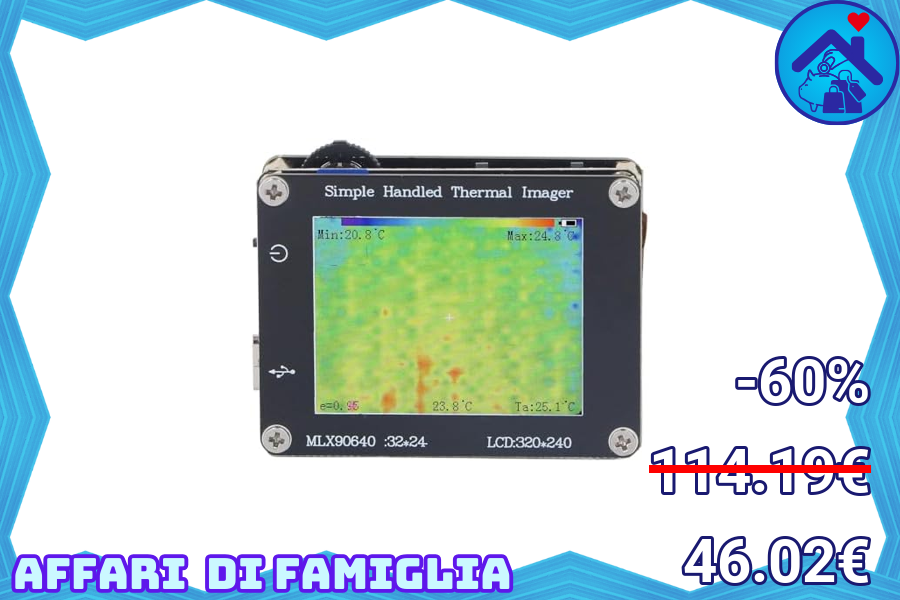 Simple Handled Thermal Imager
Min:20.8°C Max:24.8°C
e=0.95 23.8°C Ta:25.1°C
MLX90640 :32*24 LCD:320*240
-60%
114.19€
46.02€
AFFARI DI FAMIGLIA